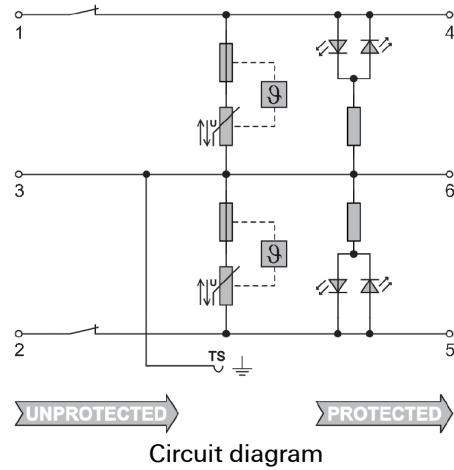 1 4
U ϑ
3 6
U ϑ
2 5
TS
UNPROTECTED PROTECTED
Circuit diagram